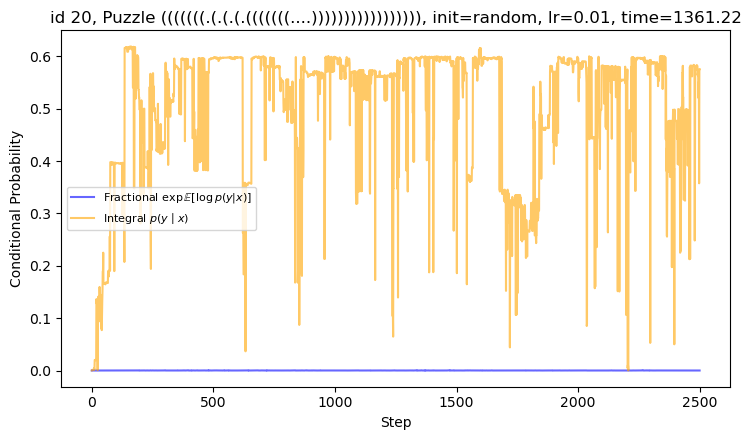 id 20, Puzzle (((((((.(.(.(.(((((((....))))))))))))))))), init=random, lr=0.01, time=1361.22
Conditional Probability
0.6
0.5
0.4
0.3
0.2
0.1
0.0
Fractional exp𝔼[log p(y|x)]
Integral p(y | x)
0
500
1000
1500
2000
2500
Step